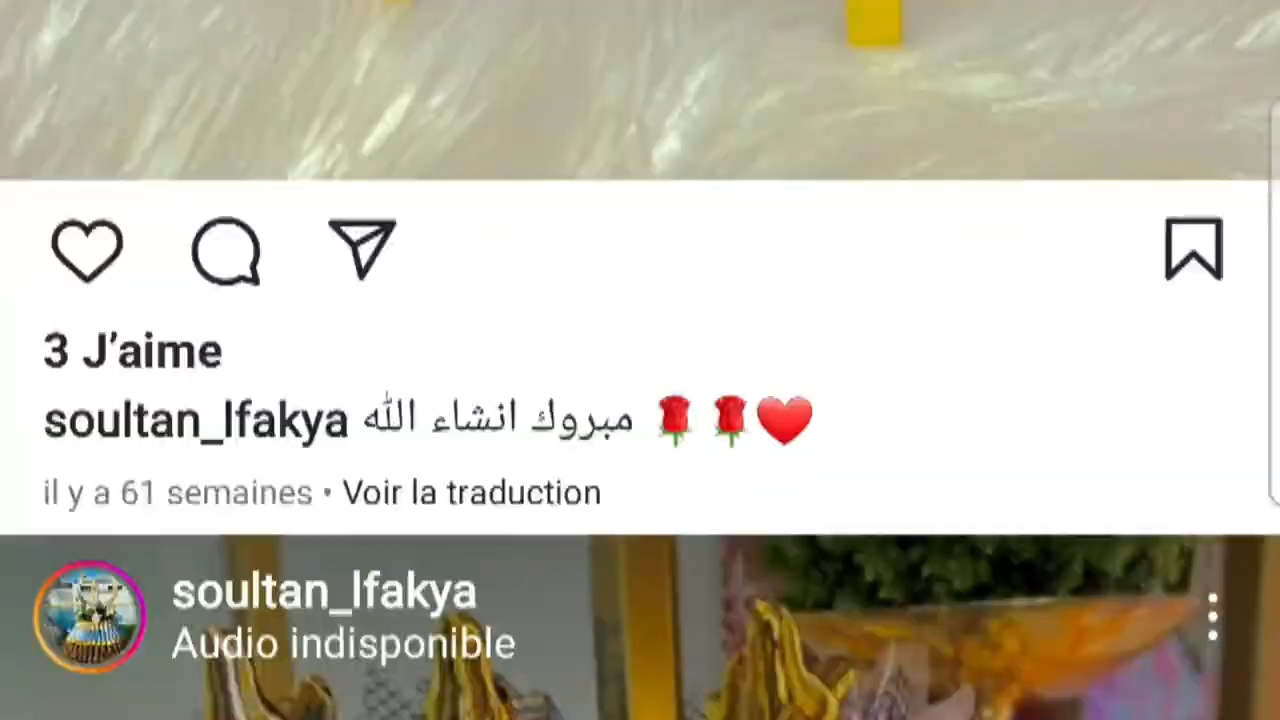 3 J’aime
soultan_lfakya مبروك انشاء الله 🌹🌹❤️
il y a 61 semaines • Voir la traduction
soultan_lfakya
Audio indisponible